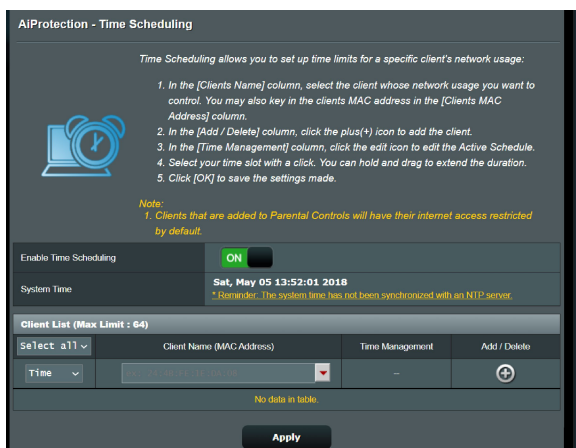 AiProtection - Time Scheduling
Time Scheduling allows you to set up time limits for a specific client's network usage:
1. In the [Clients Name] column, select the client whose network usage you want to
control. You may also key in the clients MAC address in the [Clients MAC
Address] column.
2. In the [Add / Delete] column, click the plus(+) icon to add the client.
3. In the [Time Management] column, click the edit icon to edit the Active Schedule.
4. Select your time slot with a click. You can hold and drag to extend the duration.
5. Click [OK] to save the settings made.
Note:
1. Clients that are added to Parental Controls will have their internet access restricted
by default.
Enable Time Scheduling ON
System Time Sat, May 05 13:52:01 2018
* Reminder: The system time has not been synchronized with an NTP server.
Client List (Max Limit : 64)
Select all Client Name (MAC Address) Time Management Add / Delete
Time --
No data in table.
Apply